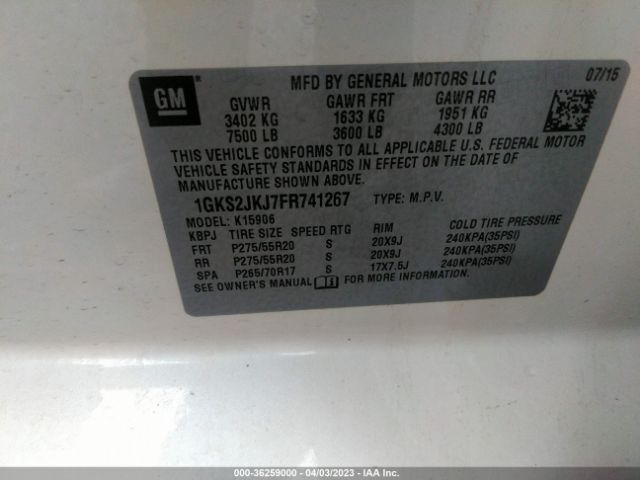 GM
®
MFD BY GENERAL MOTORS LLC 07/15
GVWR GAWR FRT GAWR RR
3402 KG 1633 KG 1951 KG
7500 LB 3600 LB 4300 LB
THIS VEHICLE CONFORMS TO ALL APPLICABLE U.S. FEDERAL MOTOR
VEHICLE SAFETY STANDARDS IN EFFECT ON THE DATE OF
MANUFACTURE SHOWN ABOVE.
1GKS2JKJ7FR741267 TYPE: M.P.V.
MODEL: K15906
KBPJ TIRE SIZE SPEED RTG RIM COLD TIRE PRESSURE
FRT P275/55R20 S 20X9J 240KPA(35PSI)
RR P275/55R20 S 20X9J 240KPA(35PSI)
SPA P265/70R17 S 17X7.5J 240KPA(35PSI)
SEE OWNER'S MANUAL FOR MORE INFORMATION.
000-36259000 - 04/03/2023 - IAA Inc.